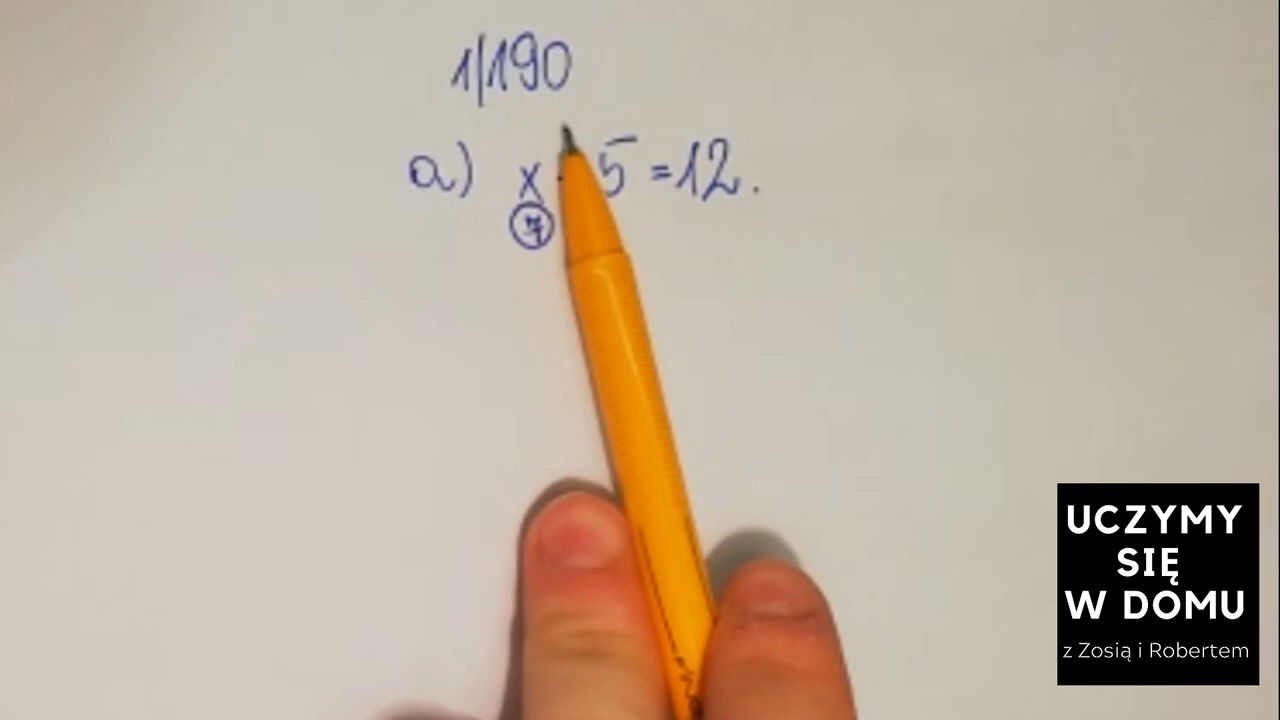 1/190
a) x 5 = 12.
7
UCZYMY
SIĘ
W DOMU
z Zosią i Robertem